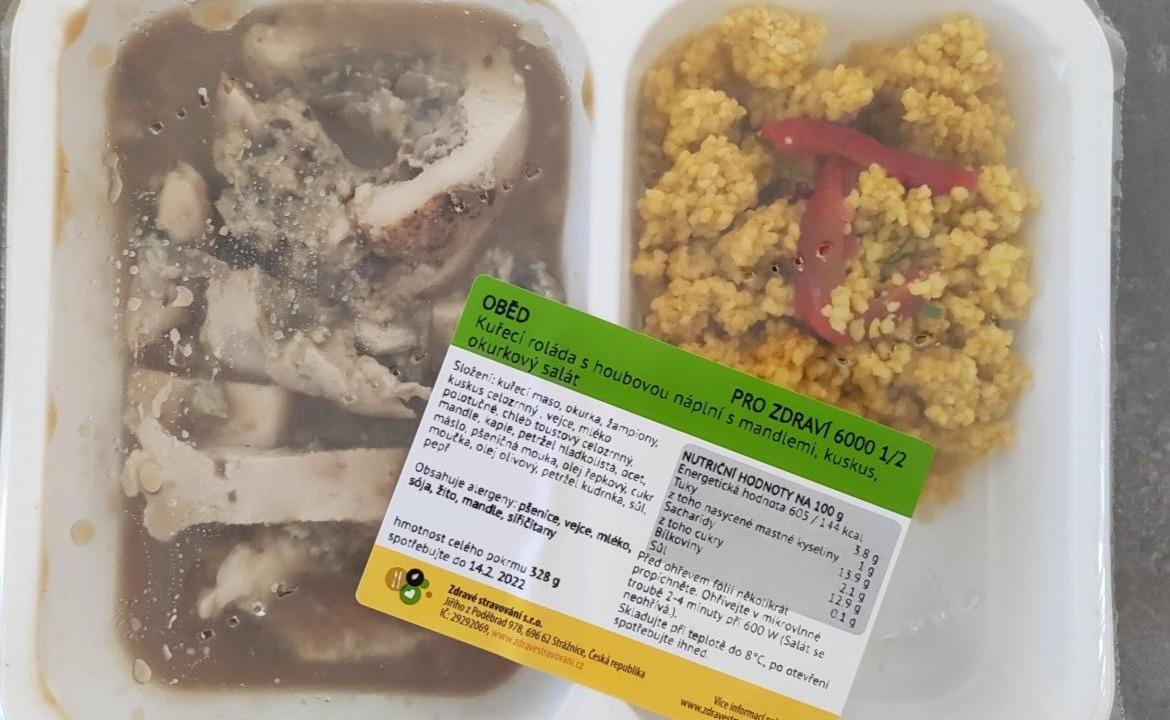 OBĚD
Kuřecí roláda s houbovou náplní s mandlemi, kuskus,
okurkový salát
PRO ZDRAVÍ 6000 1/2
Složení: kuřecí maso, okurka, žampiony,
kuskus celozrnný, vejce, mléko
polotučné, chléb toustový celozrnný,
mandle, kapie, petržel hladkolistá, ocet,
máslo, pšeničná mouka, olej řepkový, cukr
moučka, olej olivový, petržel kudrnka, sůl,
pepř
Obsahuje alergeny: pšenice, vejce, mléko,
sója, žito, mandle, siřičitany
hmotnost celého pokrmu 328 g
spotřebujte do 14.2. 2022
NUTRIČNÍ HODNOTY NA 100 g
Energetická hodnota 605 / 144 kcal
Tuky 3.8 g
z toho nasycené mastné kyseliny 1 g
Sacharidy 13.9 g
z toho cukry 2.1 g
Bílkoviny 12.9 g
Sůl 0.1 g
Před ohřevem fólii několikrát
propíchněte. Ohřívejte v mikrovlnné
troubě 2-4 minuty při 600 W (Salát se
neohřívá.).
Skladujte při teplotě do 8°C, po otevření
spotřebujte ihned.
Zdravé stravování s.r.o.
Jiřího z Poděbrad 978, 696 62 Strážnice, Česká republika
IČ: 29292069, www.zdravestravovani.cz
Více informací